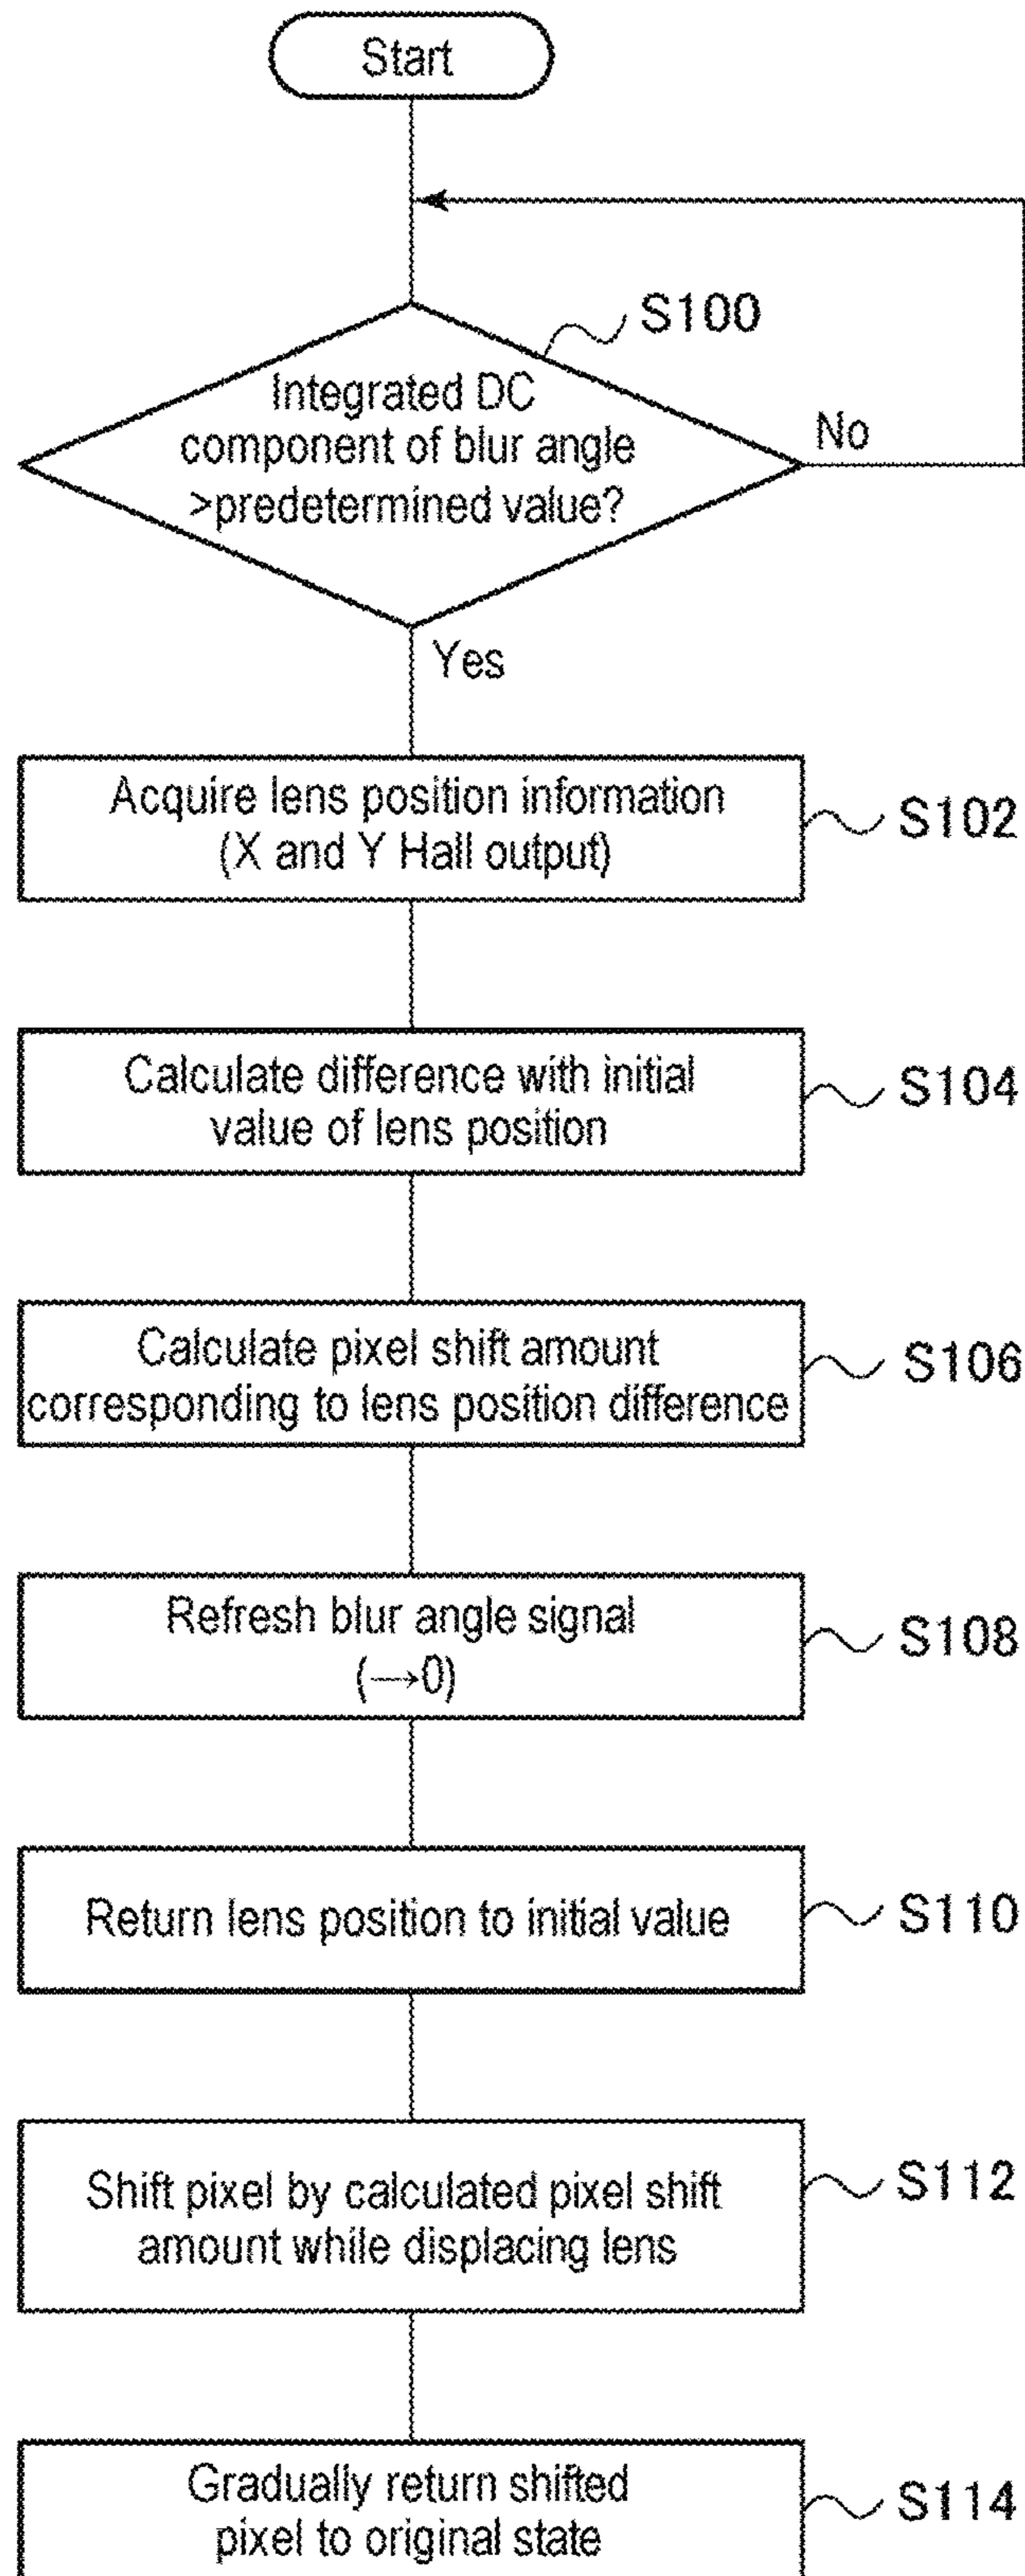 Start
S100
Integrated DC
component of blur angle
>predetermined value?
No
Yes
Acquire lens position information
(X and Y Hall output)
S102
Calculate difference with initial
value of lens position
S104
Calculate pixel shift amount
corresponding to lens position difference
S106
Refresh blur angle signal
(→0)
S108
Return lens position to initial value
S110
Shift pixel by calculated pixel shift
amount while displacing lens
S112
Gradually return shifted
pixel to original state
S114